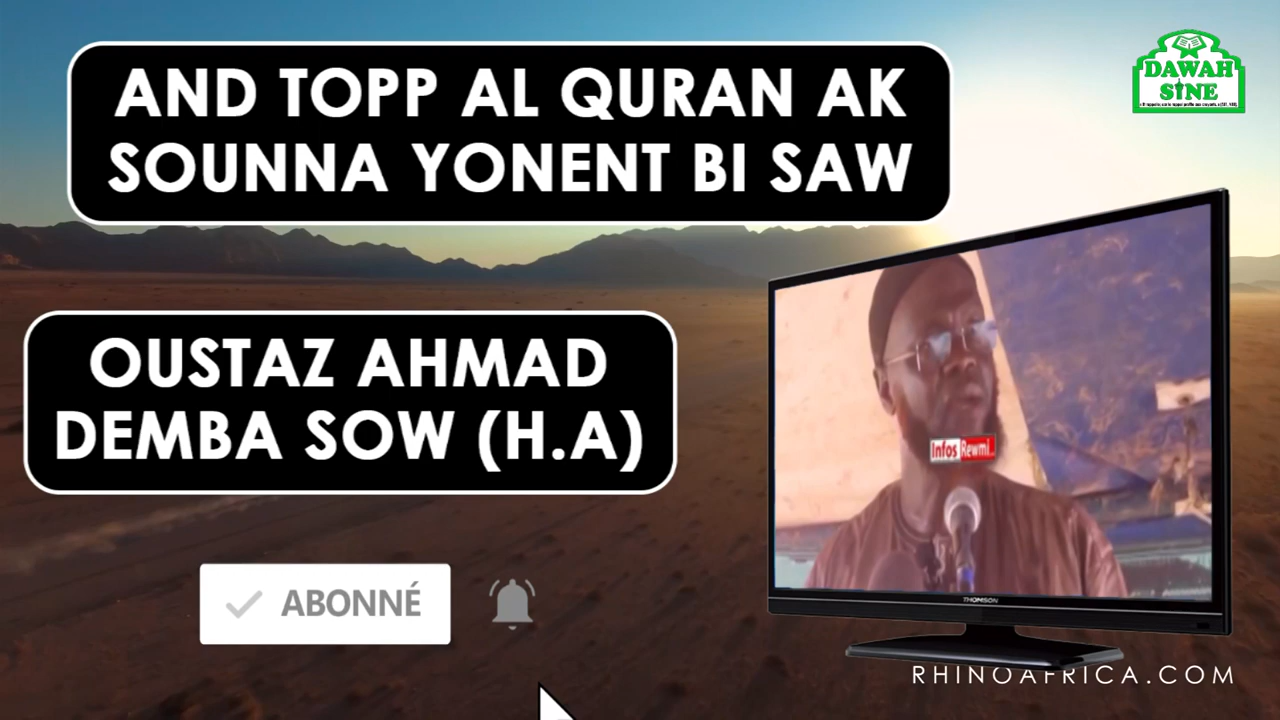 AND TOPP AL QURAN AK
SOUNNA YONENT BI SAW
DAWAH
SINE
OUSTAZ AHMAD
DEMBA SOW (H.A)
Infos Rewmi
ABONNÉ
THOMSON
RHINOAFRICA.COM